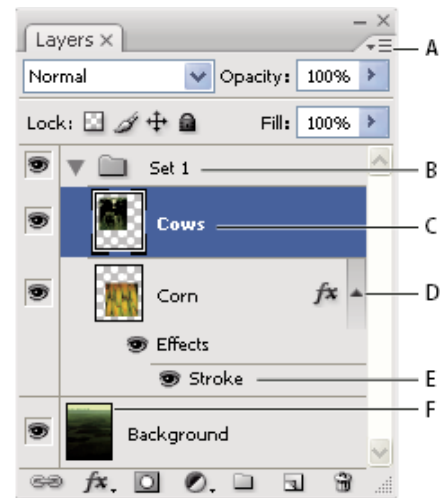 Layers ×
A
Normal Opacity: 100%
Lock: Fill: 100%
Set 1 B
Cows C
Corn fx D
Effects
Stroke E
F
Background
fx.